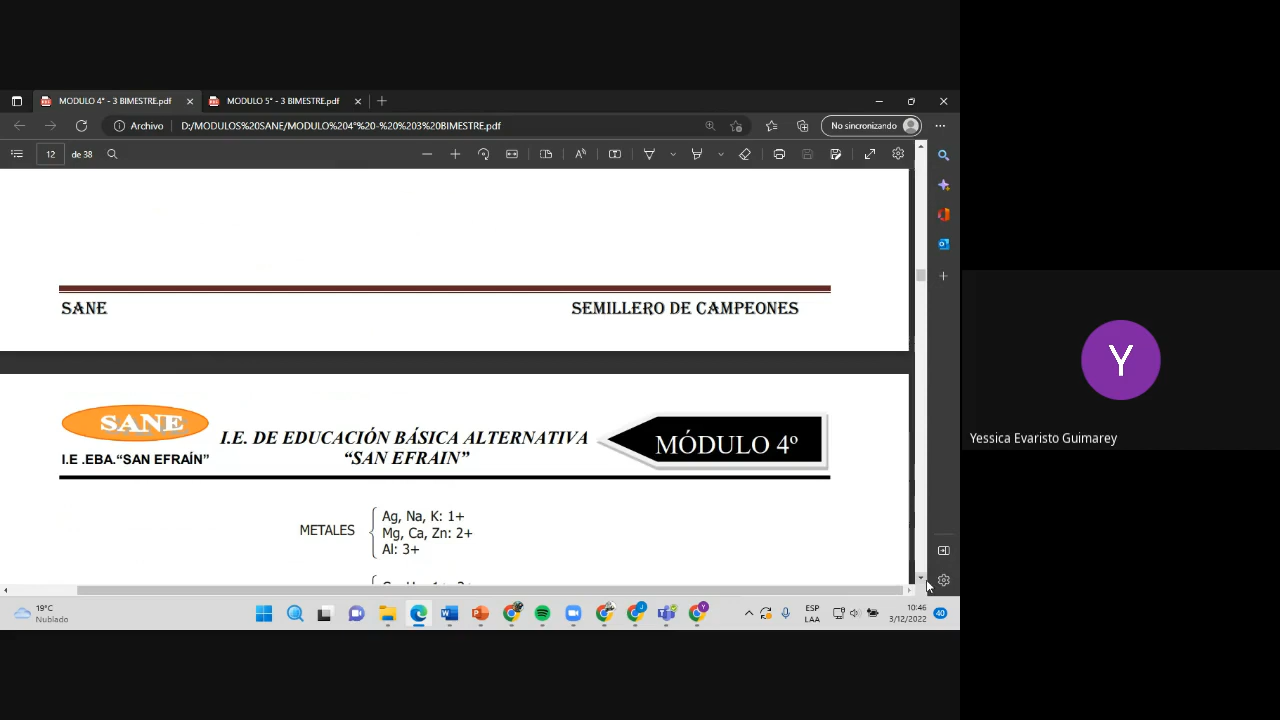 MODULO 4° - 3 BIMESTRE.pdf
MODULO 5° - 3 BIMESTRE.pdf
Archivo
D:/MODULOS%20SANE/MODULO%204°%20-%20%203%20BIMESTRE.pdf
No sincronizando
12 de 38
SANE
SEMILLERO DE CAMPEONES
SANE
I.E .EBA.“SAN EFRAÍN”
I.E. DE EDUCACIÓN BÁSICA ALTERNATIVA
“SAN EFRAIN”
MÓDULO 4º
METALES
Ag, Na, K: 1+
Mg, Ca, Zn: 2+
Al: 3+
Y
Yessica Evaristo Guimarey
19°C
Nublado
ESP
LAA
10:46
3/12/2022
40